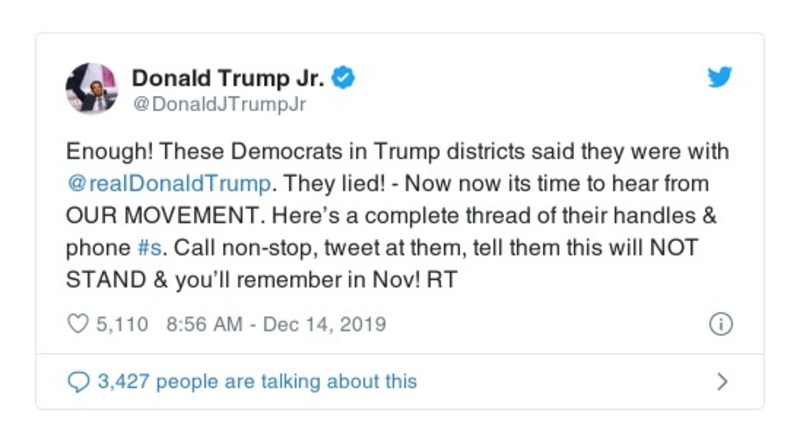 Donald Trump Jr.
@DonaldJTrumpJr
Enough! These Democrats in Trump districts said they were with
@realDonaldTrump. They lied! - Now now its time to hear from
OUR MOVEMENT. Here’s a complete thread of their handles &
phone #s. Call non-stop, tweet at them, tell them this will NOT
STAND & you’ll remember in Nov! RT
5,110 8:56 AM - Dec 14, 2019
3,427 people are talking about this